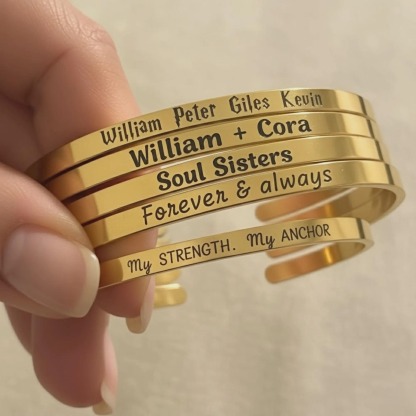 William Peter Giles Kevin
William + Cora
Soul Sisters
Forever & always
My STRENGTH. My ANCHOR